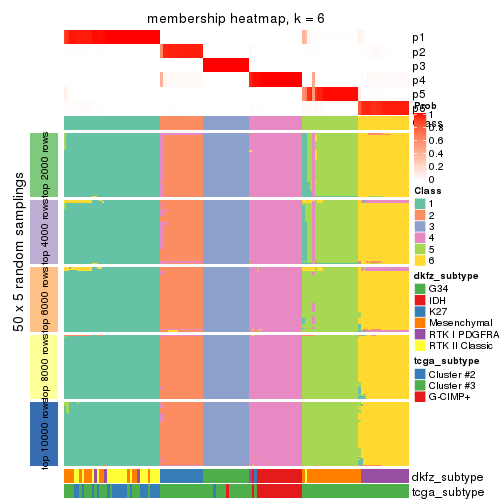 membership heatmap, k = 6
p1
p2
p3
p4
p5
p6
Class
Prob
1
0.8
0.6
0.4
0.2
0
Class
1
2
3
4
5
6
dkfz_subtype
G34
IDH
K27
Mesenchymal
RTK I PDGFRA
RTK II Classic
tcga_subtype
Cluster #2
Cluster #3
G-CIMP+
50 x 5 random samplings
top 2000 rows
top 4000 rows
top 6000 rows
top 8000 rows
top 10000 rows
dkfz_subtype
tcga_subtype